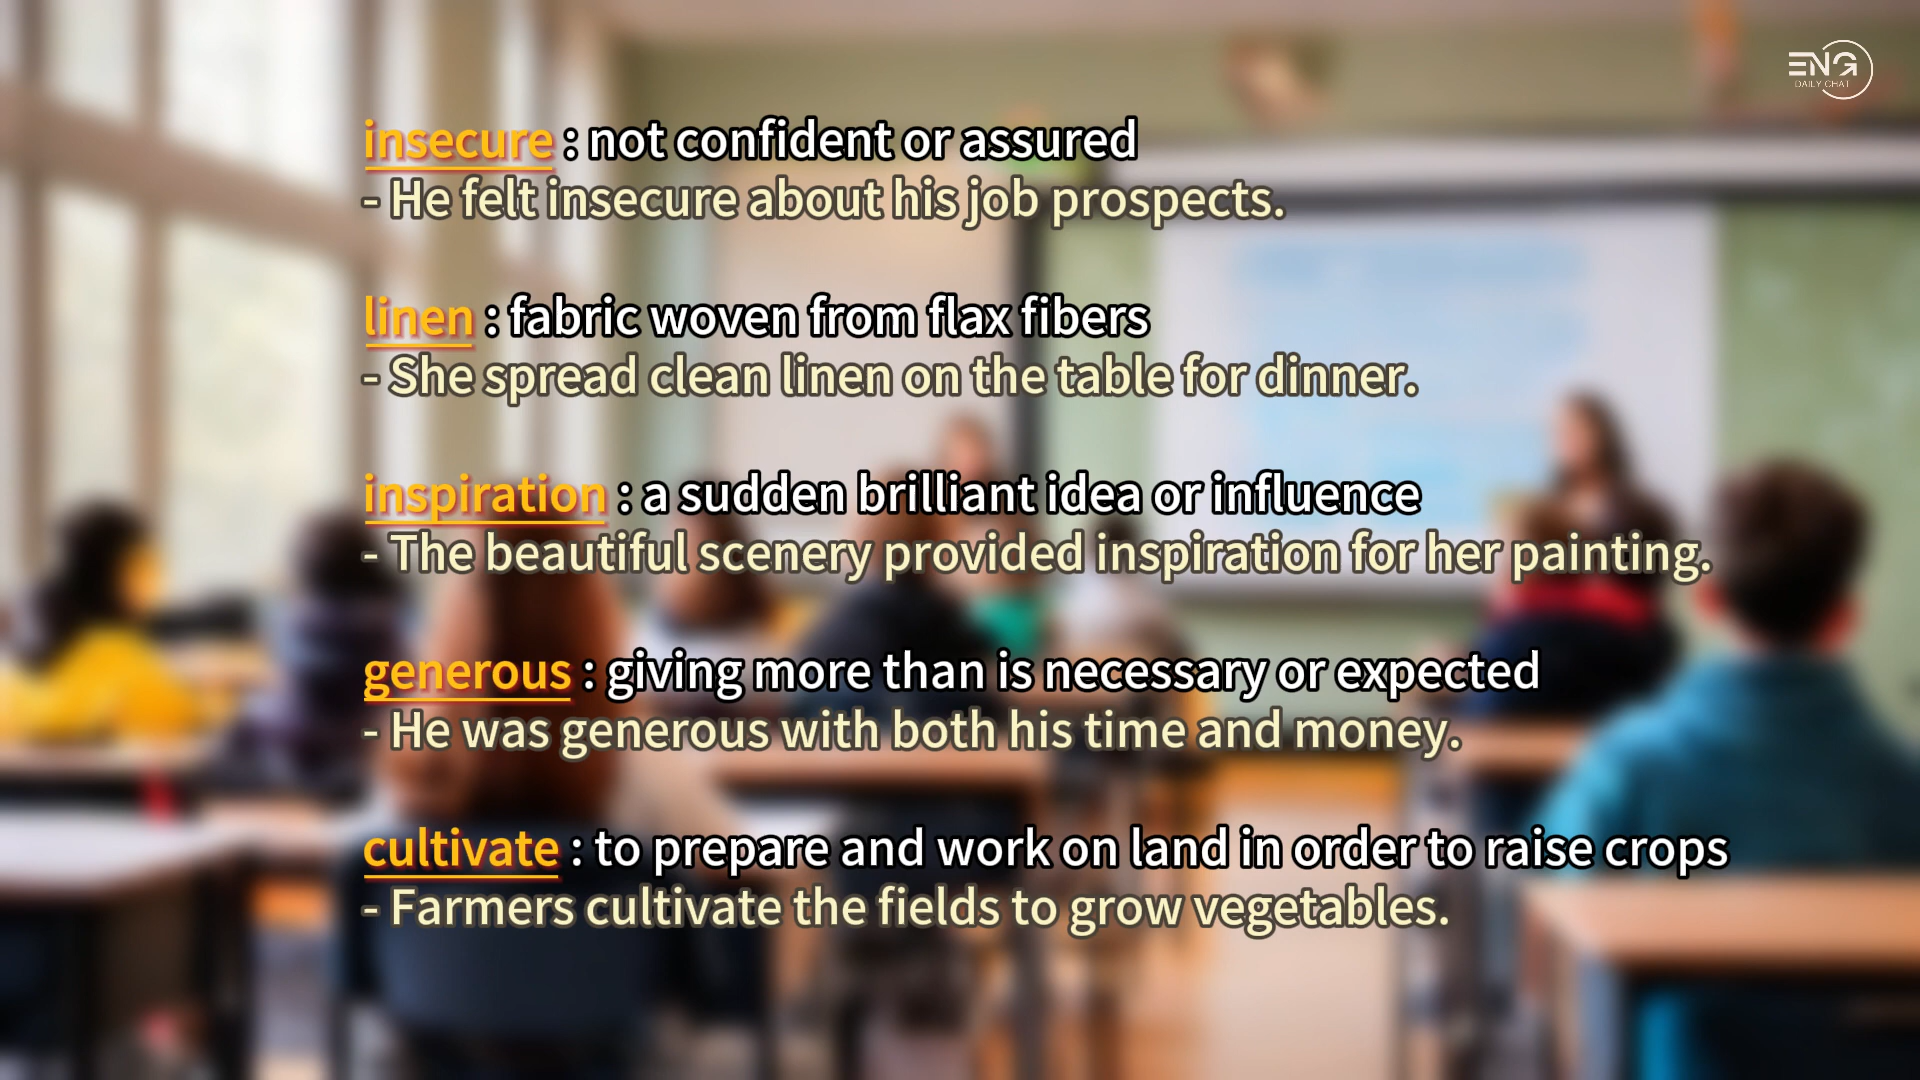 ENG
DAILY CHAT
insecure : not confident or assured
- He felt insecure about his job prospects.
linen : fabric woven from flax fibers
- She spread clean linen on the table for dinner.
inspiration : a sudden brilliant idea or influence
- The beautiful scenery provided inspiration for her painting.
generous : giving more than is necessary or expected
- He was generous with both his time and money.
cultivate : to prepare and work on land in order to raise crops
- Farmers cultivate the fields to grow vegetables.